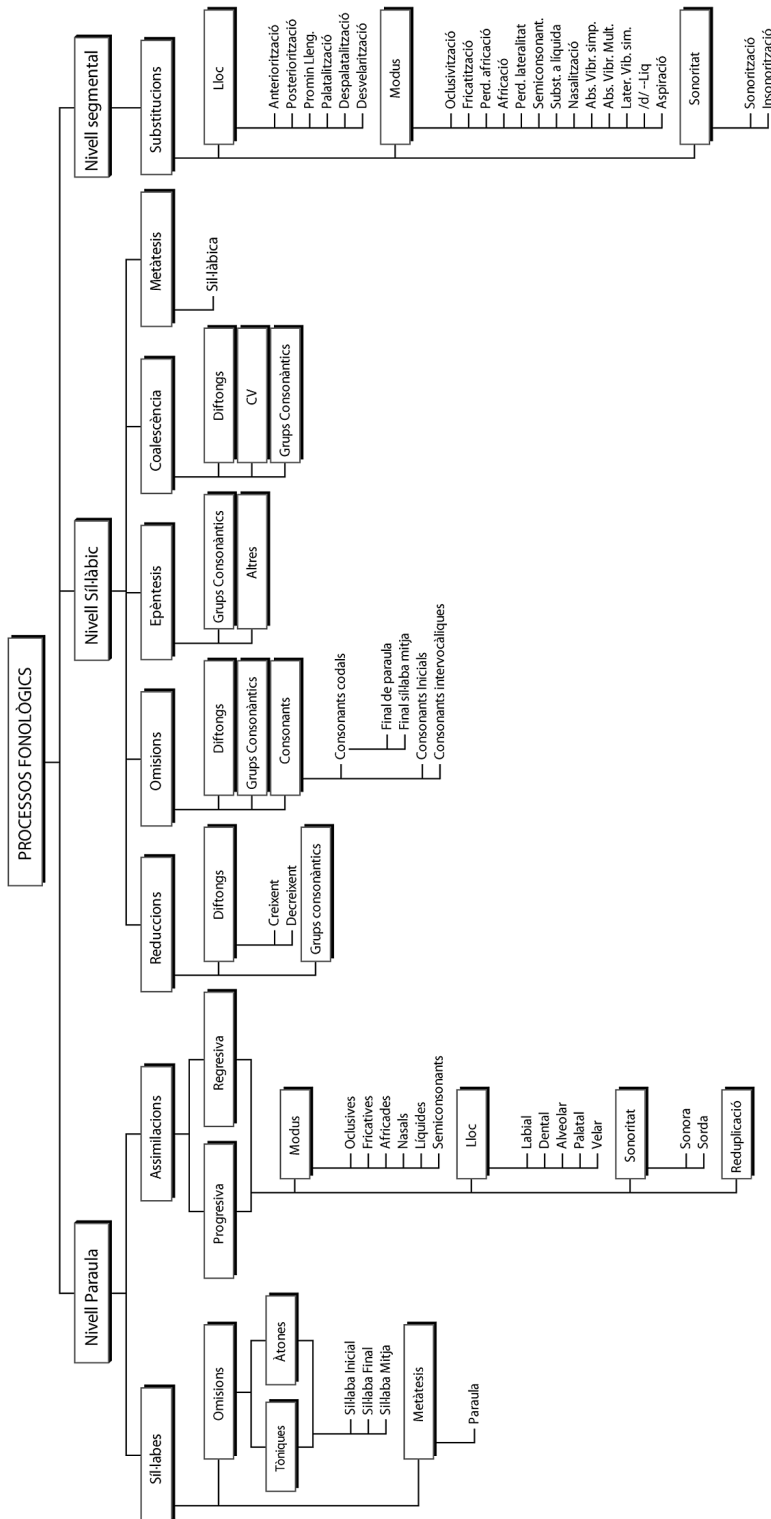 PROCESSOS FONOLÒGICS
Nivell Paraula
Síl·labes
Omisions
Tòniques
Àtones
Síl·laba Inicial
Síl·laba Final
Síl·laba Mitja
Metàtesis
Paraula
Assimilacions
Progresiva
Regresiva
Modus
Oclusives
Fricatives
Africades
Nasals
Líquides
Semiconsonants
Lloc
Labial
Dental
Alveolar
Palatal
Velar
Sonoritat
Sonora
Sorda
Reduplicació
Nivell Sil·làbic
Reduccions
Diftongs
Creixent
Decreixent
Grups consonàntics
Omisions
Diftongs
Grups Consonàntics
Consonants
Consonants codals
Final de paraula
Final síl·laba mitja
Consonants Inicials
Consonants intervocàliques
Epèntesis
Grups Consonàntics
Altres
Coalescència
Diftongs
CV
Grups Consonàntics
Metàtesis
Sil·làbica
Nivell segmental
Substitucions
Lloc
Anteriorització
Posteriorització
Promin Lleng.
Palatalització
Despalatalització
Desvelarització
Modus
Oclusivització
Fricatització
Perd. africació
Africació
Perd. lateralitat
Semiconsonant.
Subst. a líquida
Nasalització
Abs. Vibr. simp.
Abs. Vibr. Mult.
Later. Vib. sim.
/d/ –Liq
Aspiració
Sonoritat
Sonorització
Insonorització